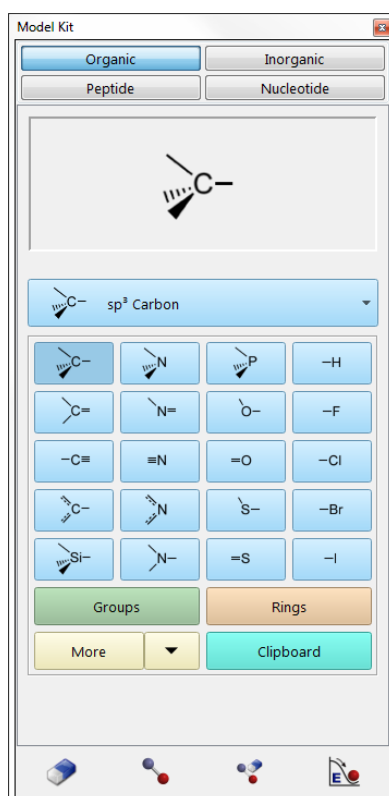 Model Kit
Organic Inorganic
Peptide Nucleotide
C
C sp³ Carbon
C– N P –H
C= N= O– –F
–C≡ ≡N =O –Cl
C– N S– –Br
Si– N– =S –I
Groups Rings
More Clipboard
E